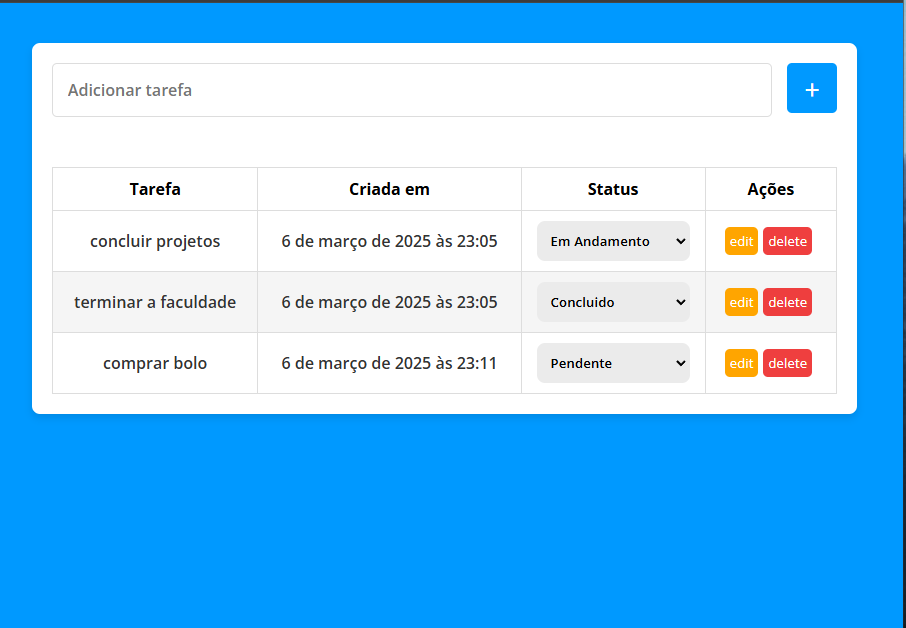 Adicionar tarefa +
Tarefa Criada em Status Ações
concluir projetos 6 de março de 2025 às 23:05 Em Andamento edit delete
terminar a faculdade 6 de março de 2025 às 23:05 Concluido edit delete
comprar bolo 6 de março de 2025 às 23:11 Pendente edit delete